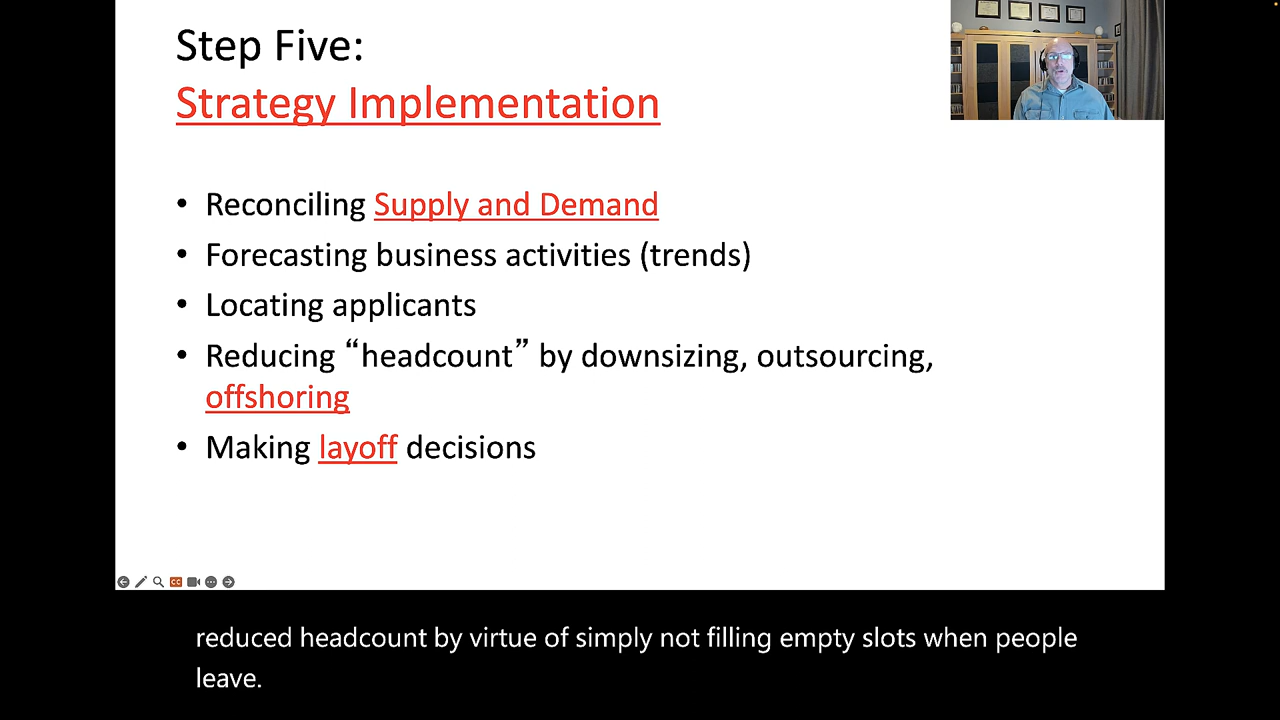 Step Five:
Strategy Implementation
• Reconciling Supply and Demand
• Forecasting business activities (trends)
• Locating applicants
• Reducing “headcount” by downsizing, outsourcing,
offshoring
• Making layoff decisions
CC
reduced headcount by virtue of simply not filling empty slots when people
leave.